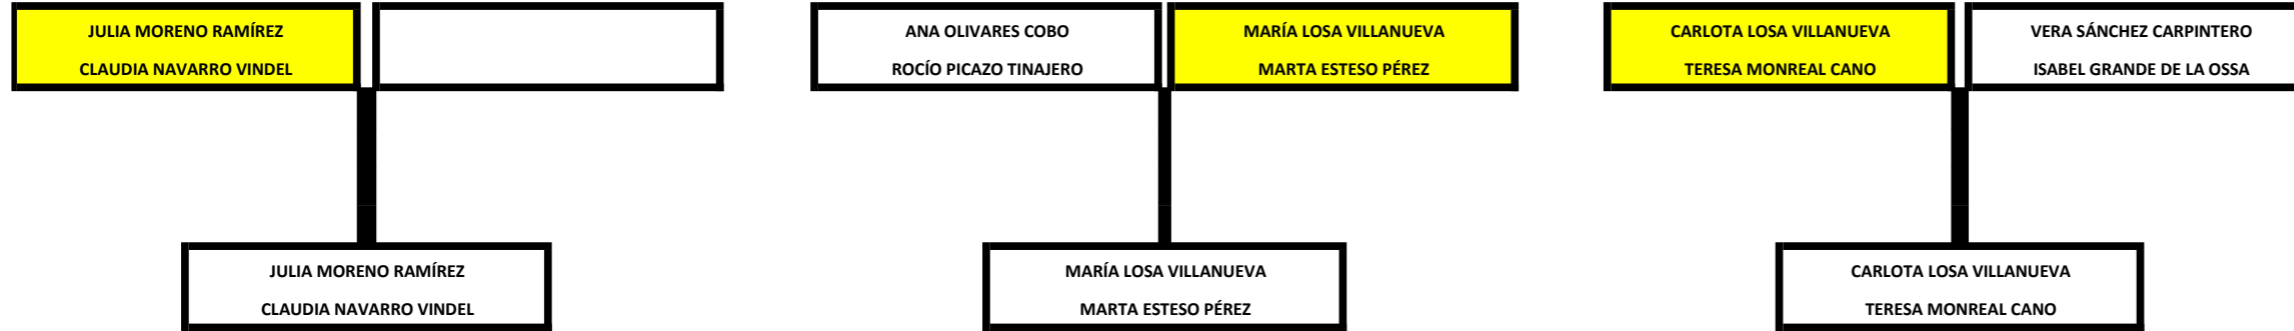 JULIA MORENO RAMÍREZ
CLAUDIA NAVARRO VINDEL
ANA OLIVARES COBO
ROCÍO PICAZO TINAJERO
MARÍA LOSA VILLANUEVA
MARTA ESTESO PÉREZ
CARLOTA LOSA VILLANUEVA
TERESA MONREAL CANO
VERA SÁNCHEZ CARPINTERO
ISABEL GRANDE DE LA OSSA
JULIA MORENO RAMÍREZ
CLAUDIA NAVARRO VINDEL
MARÍA LOSA VILLANUEVA
MARTA ESTESO PÉREZ
CARLOTA LOSA VILLANUEVA
TERESA MONREAL CANO